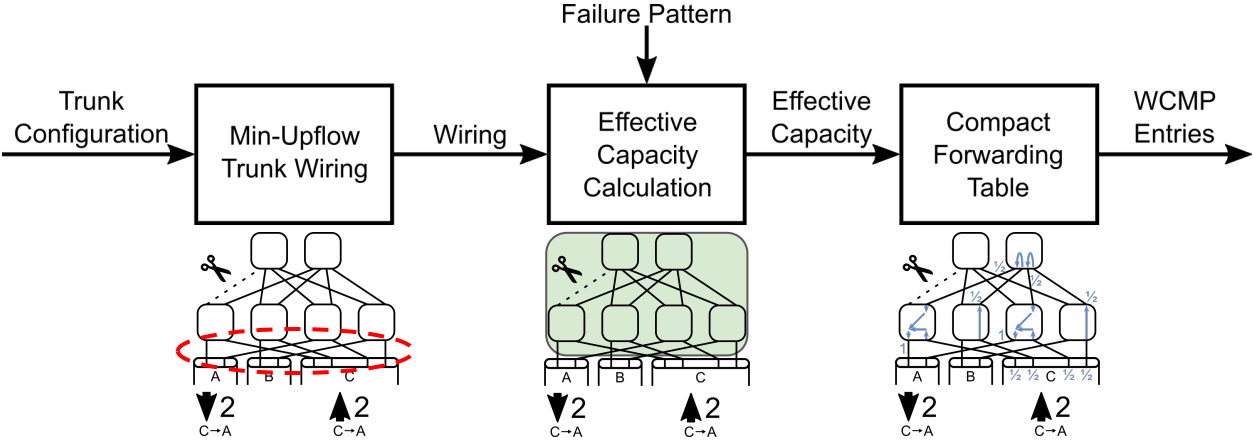 Failure Pattern
Trunk
Configuration
Min-Upflow
Trunk Wiring
Wiring
Effective
Capacity
Calculation
Effective
Capacity
Compact
Forwarding
Table
WCMP
Entries
A
B
C
2
C→A
2
C→A
A
B
C
2
C→A
2
C→A
½
½
½
½
1
1
A
B
½
½
C
½
½
2
C→A
2
C→A